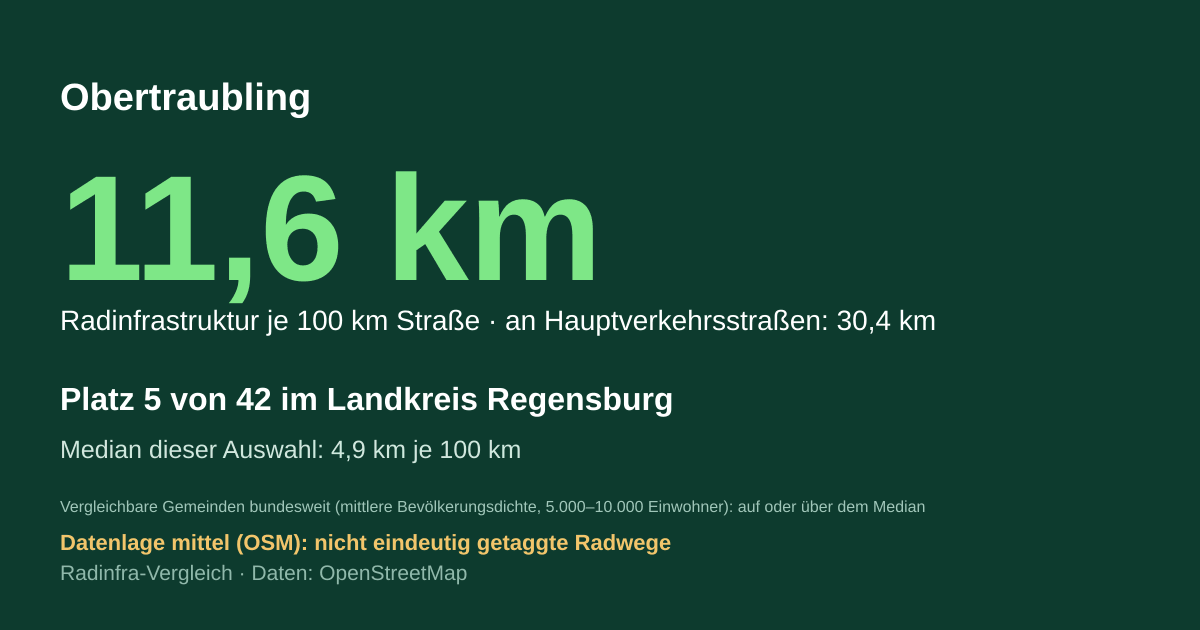 Obertraubling
11,6 km
Radinfrastruktur je 100 km Straße · an Hauptverkehrsstraßen: 30,4 km
Platz 5 von 42 im Landkreis Regensburg
Median dieser Auswahl: 4,9 km je 100 km
Vergleichbare Gemeinden bundesweit (mittlere Bevölkerungsdichte, 5.000–10.000 Einwohner): auf oder über dem Median
Datenlage mittel (OSM): nicht eindeutig getaggte Radwege
Radinfra-Vergleich · Daten: OpenStreetMap